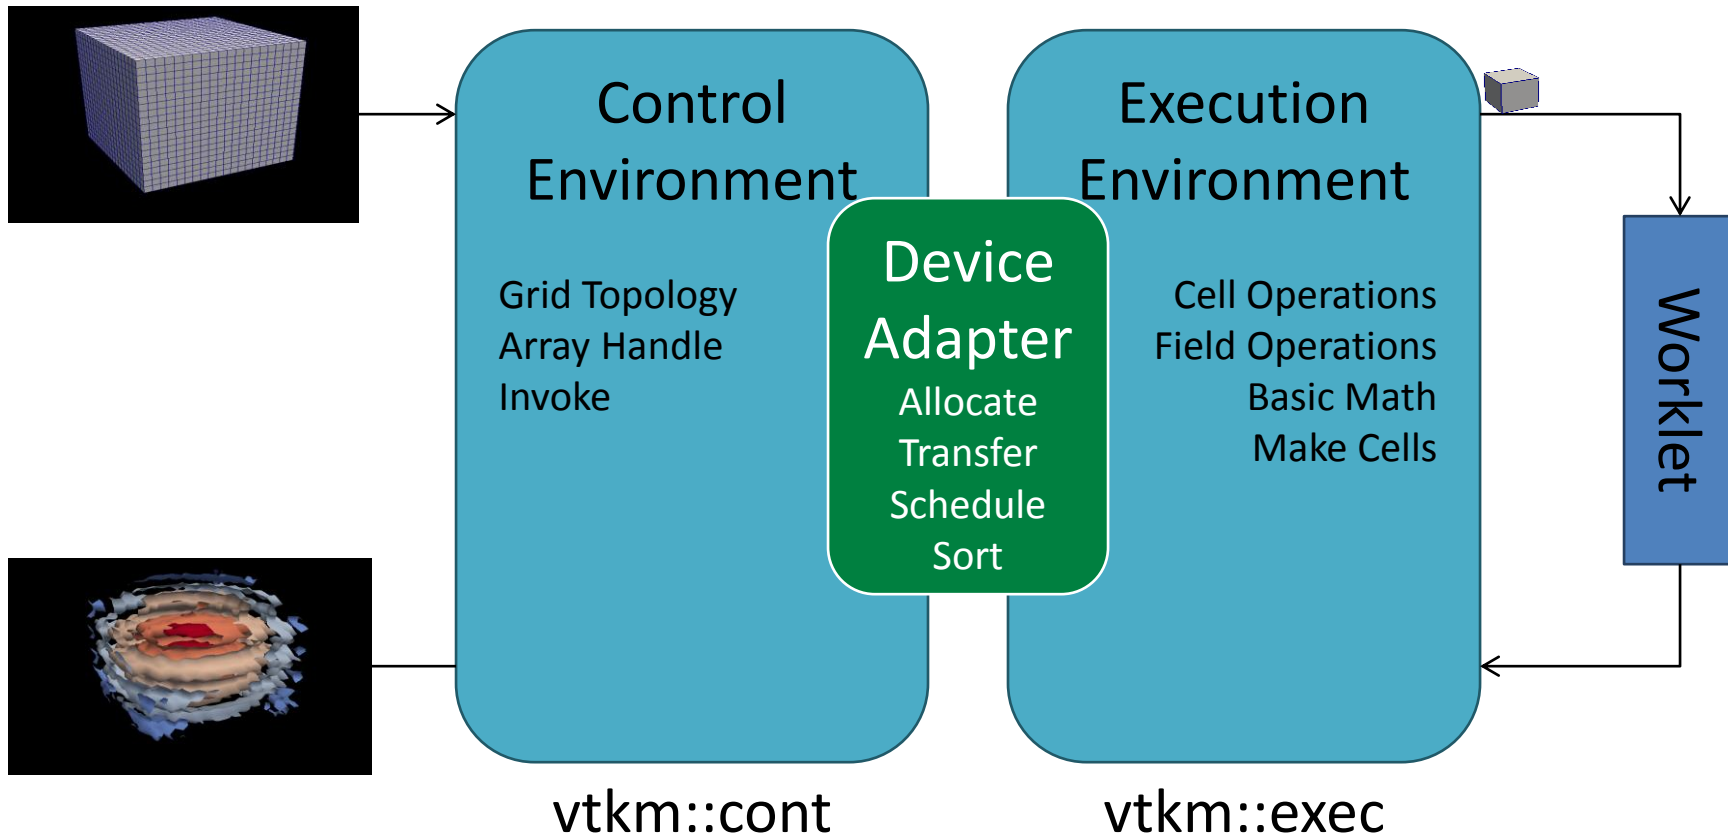 Control
Environment
Grid Topology
Array Handle
Invoke
Device
Adapter
Allocate
Transfer
Schedule
Sort
Execution
Environment
Cell Operations
Field Operations
Basic Math
Make Cells
Worklet
vtkm::cont
vtkm::exec